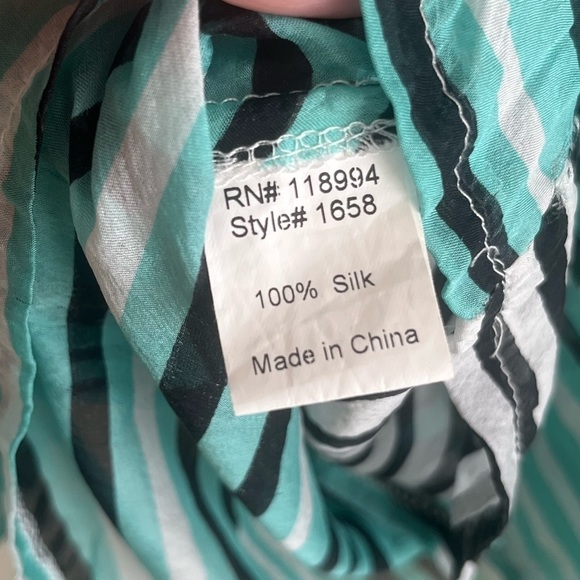 RN# 118994
Style# 1658
100% Silk
Made in China